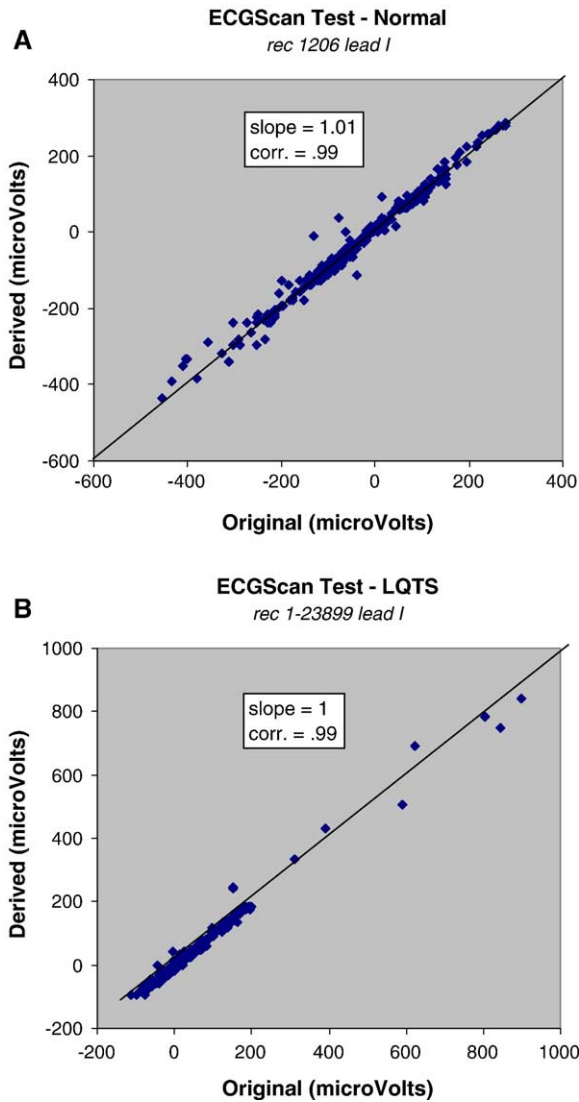 A
ECGScan Test - Normal
rec 1206 lead I
400
200
0
-200
-400
-600
Derived (microVolts)
slope = 1.01
corr. = .99
-600 -400 -200 0 200 400
Original (microVolts)
B
ECGScan Test - LQTS
rec 1-23899 lead I
1000
800
600
400
200
0
-200
Derived (microVolts)
slope = 1
corr. = .99
-200 0 200 400 600 800 1000
Original (microVolts)